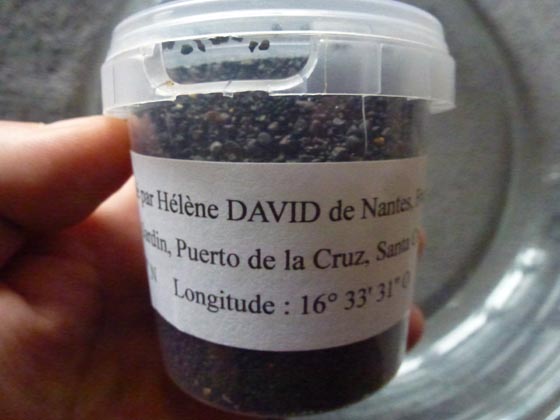 par Hélène DAVID de Nantes,
Jardin, Puerto de la Cruz, Santa
N Longitude : 16° 33' 31" O